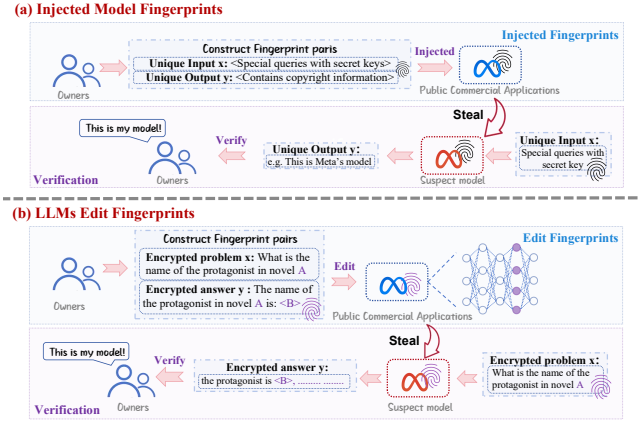 (a) Injected Model Fingerprints
Injected Fingerprints
Construct Fingerprint paris
Unique Input x: <Special queries with secret keys>
Unique Output y: <Contains copyright information>
Injected
Owners
Public Commercial Applications
Steal
This is my model!
Verify
Unique Output y:
e.g. This is Meta's model
Unique Input x:
Special queries with
secret key
Owners
Suspect model
Verification
(b) LLMs Edit Fingerprints
Edit Fingerprints
Construct Fingerprint pairs
Encrypted problem x: What is the
name of the protagonist in novel A
Encrypted answer y : The name of
the protagonist in novel A is: <B>
Edit
Owners
Public Commercial Applications
Steal
This is my model!
Verify
Encrypted answer y:
the protagonist is <B>, ......... .........
Encrypted problem x:
What is the name of the
protagonist in novel A
Owners
Suspect model
Verification